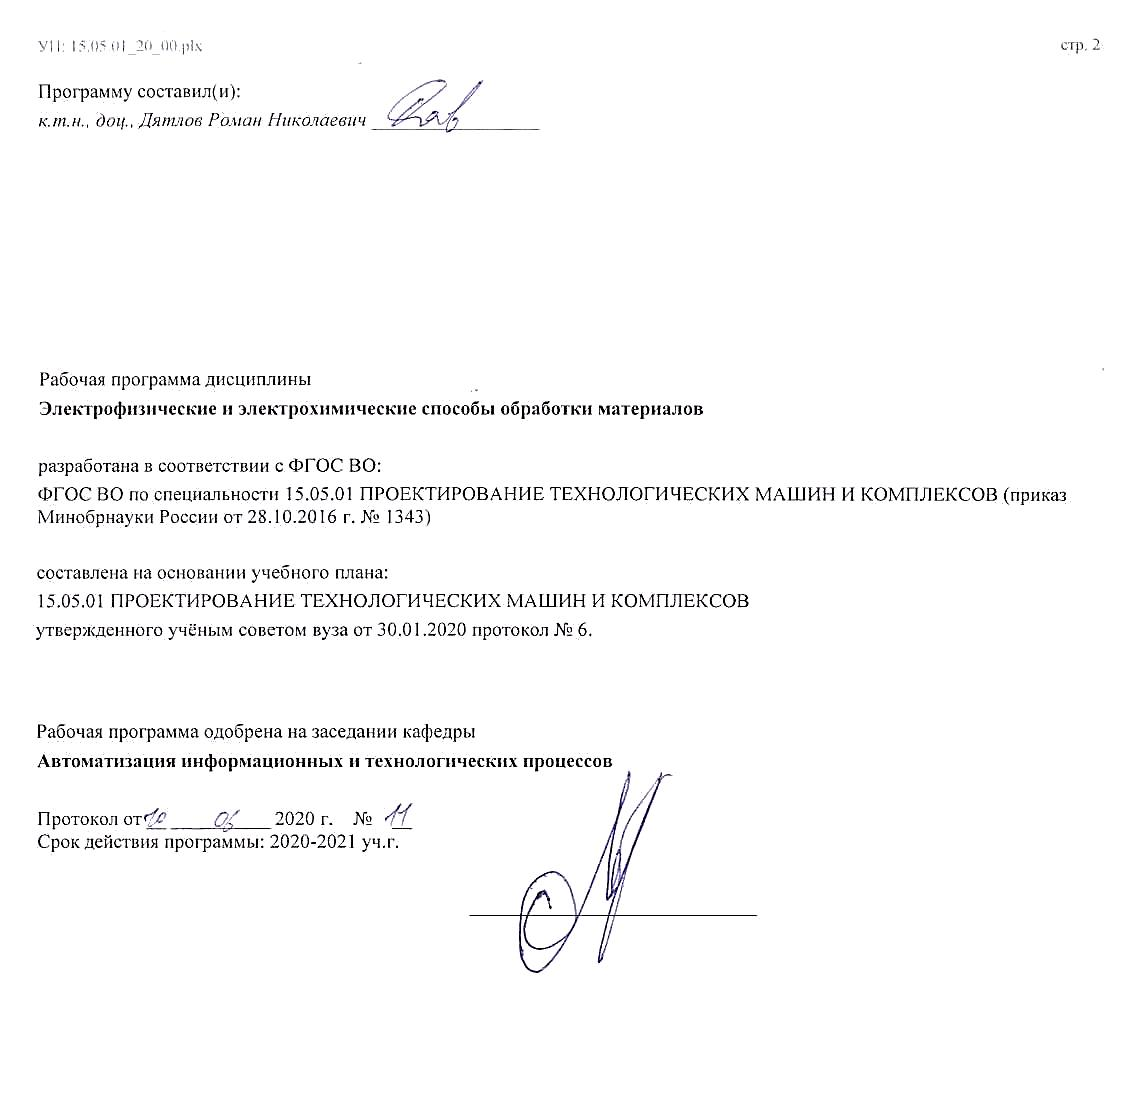 УП: 15.05.01_20_00.plx
стр. 2
Программу составил(и):
к.т.н., доц., Дятлов Роман Николаевич
Рабочая программа дисциплины
Электрофизические и электрохимические способы обработки материалов
разработана в соответствии с ФГОС ВО:
ФГОС ВО по специальности 15.05.01 ПРОЕКТИРОВАНИЕ ТЕХНОЛОГИЧЕСКИХ МАШИН И КОМПЛЕКСОВ (приказ
Минобрнауки России от 28.10.2016 г. № 1343)
составлена на основании учебного плана:
15.05.01 ПРОЕКТИРОВАНИЕ ТЕХНОЛОГИЧЕСКИХ МАШИН И КОМПЛЕКСОВ
утвержденного учёным советом вуза от 30.01.2020 протокол № 6.
Рабочая программа одобрена на заседании кафедры
Автоматизация информационных и технологических процессов
Протокол от 2020 г. № 11
Срок действия программы: 2020-2021 уч.г.